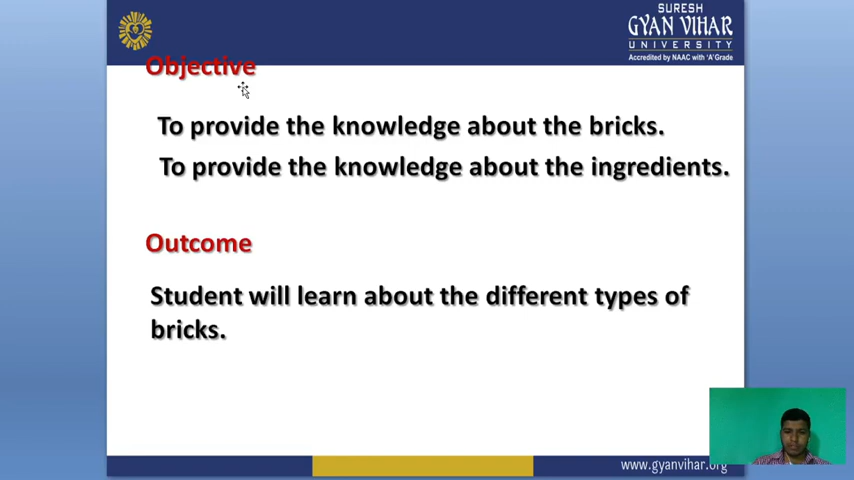 SURESH
GYAN VIHAR
UNIVERSITY
Accredited by NAAC with 'A' Grade
Objective
To provide the knowledge about the bricks.
To provide the knowledge about the ingredients.
Outcome
Student will learn about the different types of
bricks.
www.gyanvihar.org